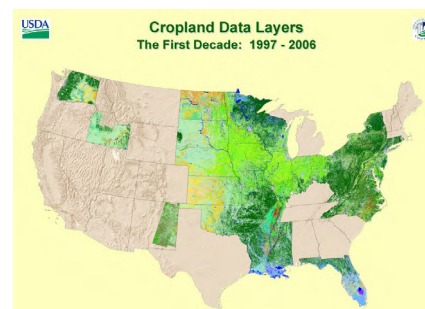 USDA
Cropland Data Layers
The First Decade: 1997 - 2006